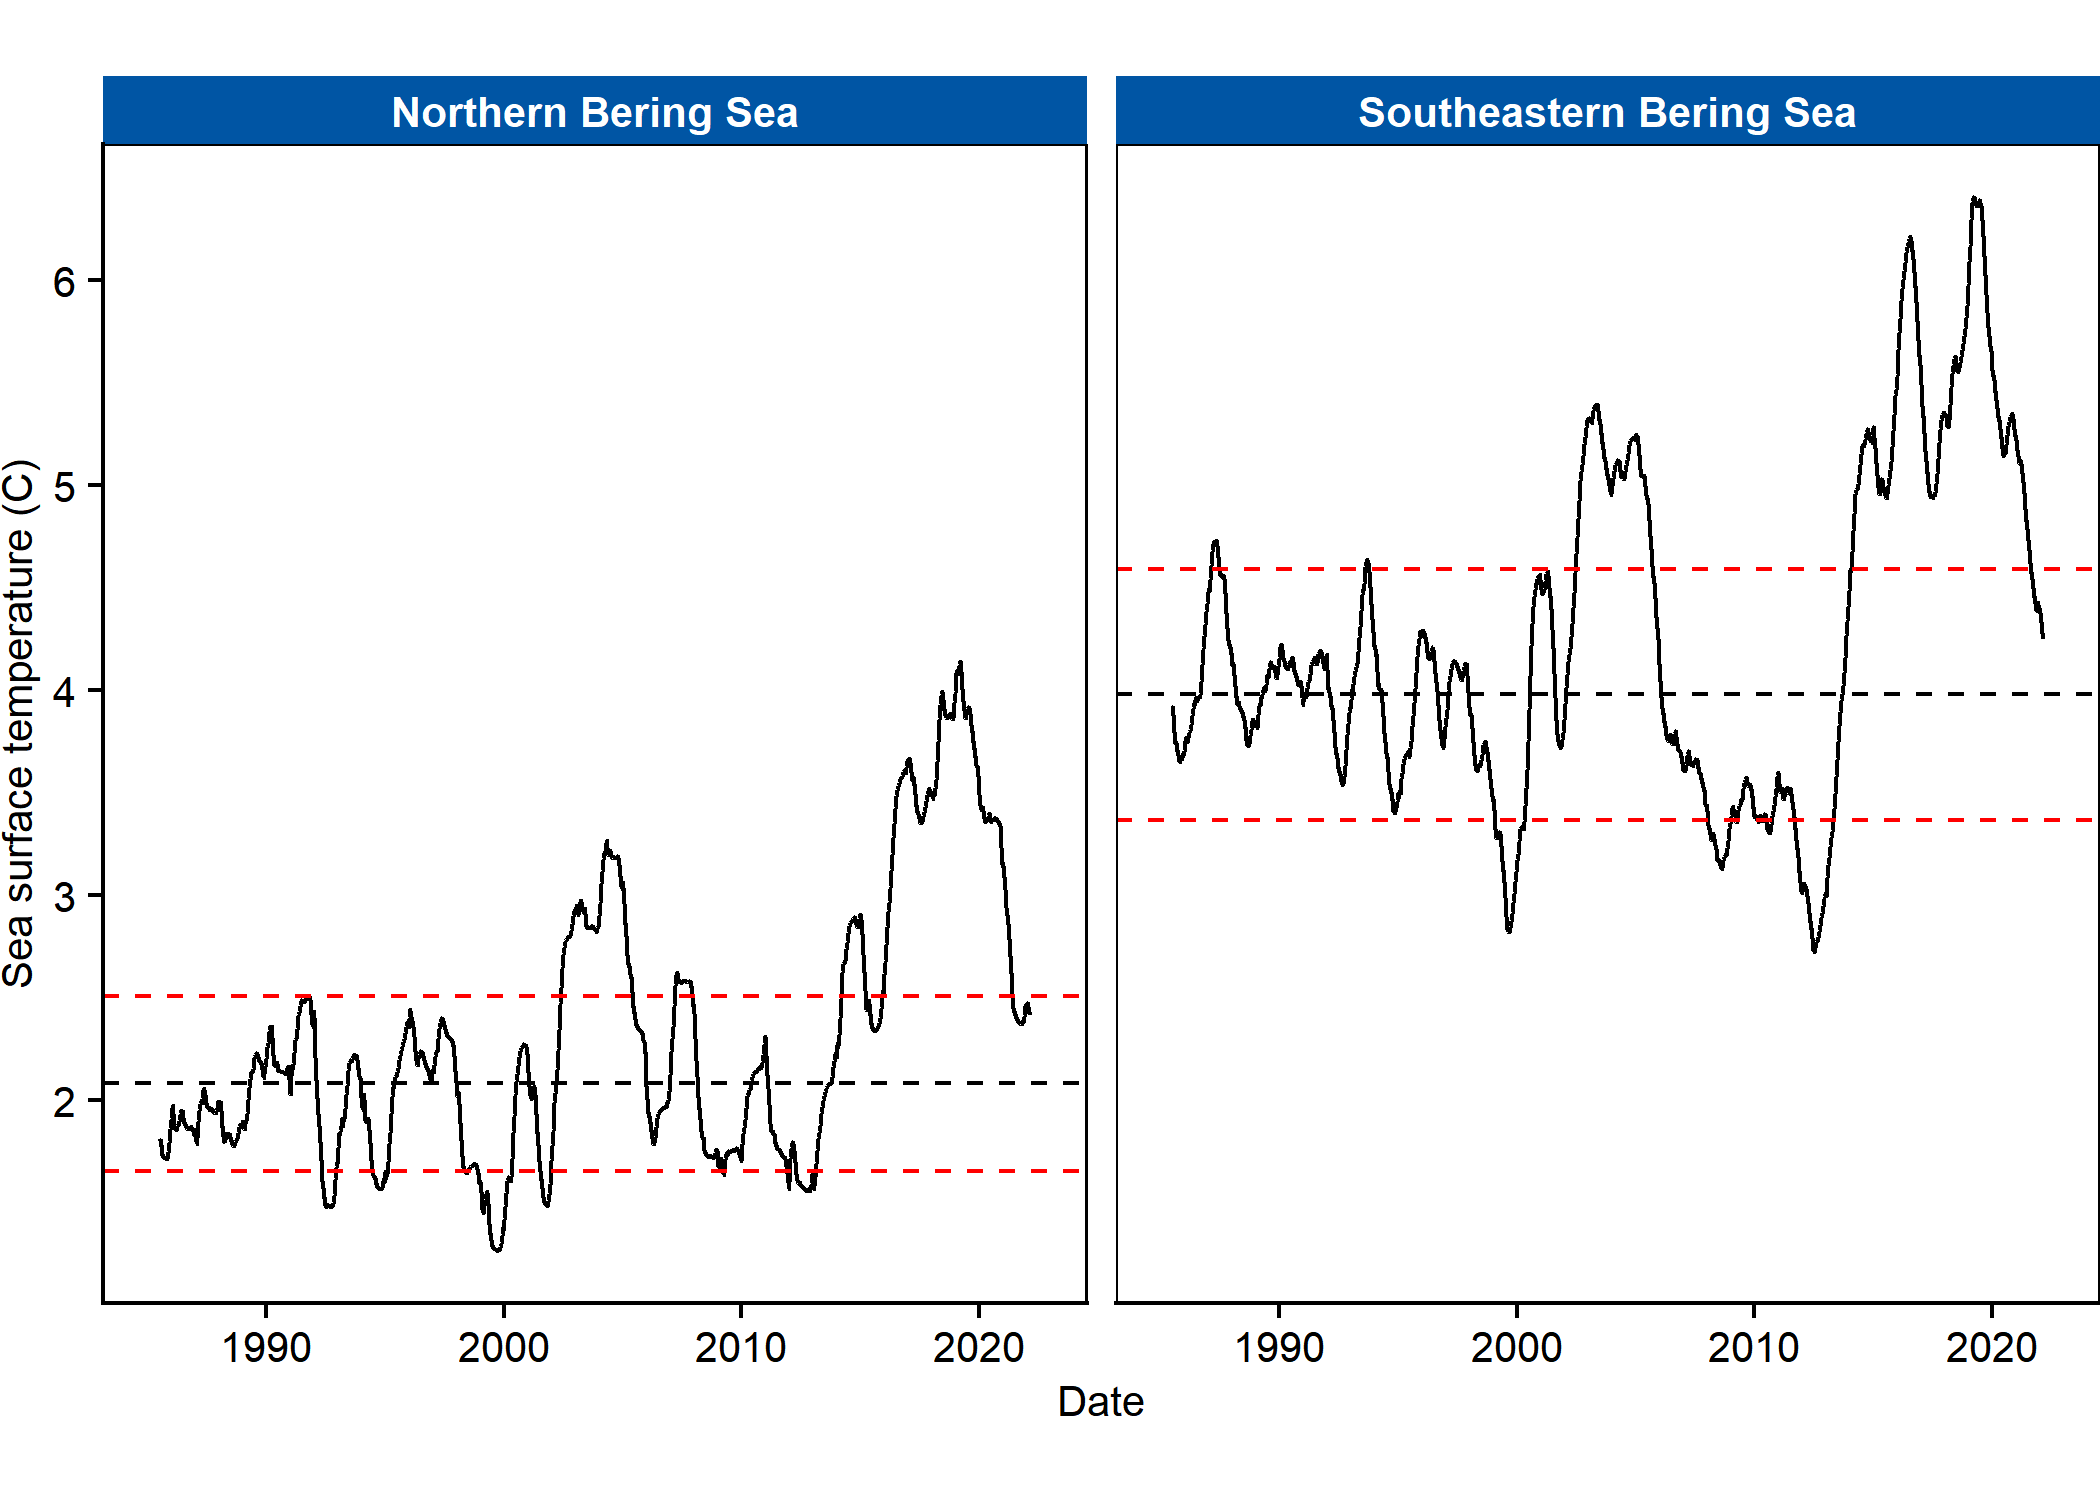 Northern Bering Sea
Southeastern Bering Sea
Sea surface temperature (C)
6
5
4
3
2
1990 2000 2010 2020
1990 2000 2010 2020
Date